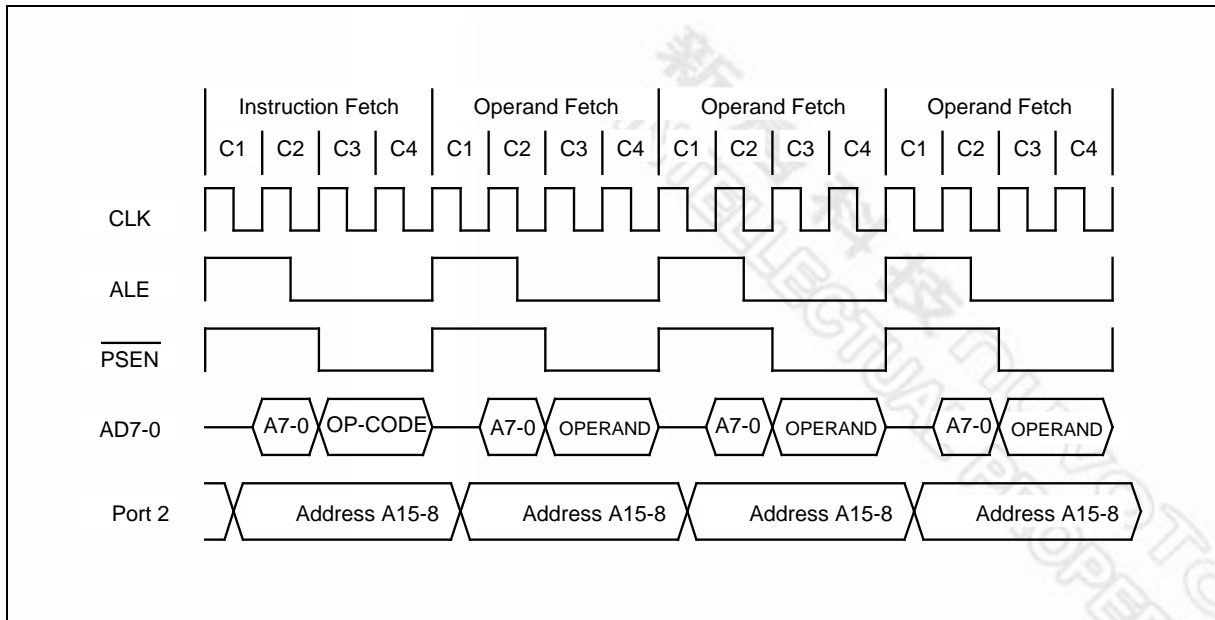 Instruction Fetch Operand Fetch Operand Fetch Operand Fetch
C1 C2 C3 C4 C1 C2 C3 C4 C1 C2 C3 C4 C1 C2 C3 C4
CLK
ALE
PSEN
AD7-0 A7-0 OP-CODE A7-0 OPERAND A7-0 OPERAND A7-0 OPERAND
Port 2 Address A15-8 Address A15-8 Address A15-8 Address A15-8